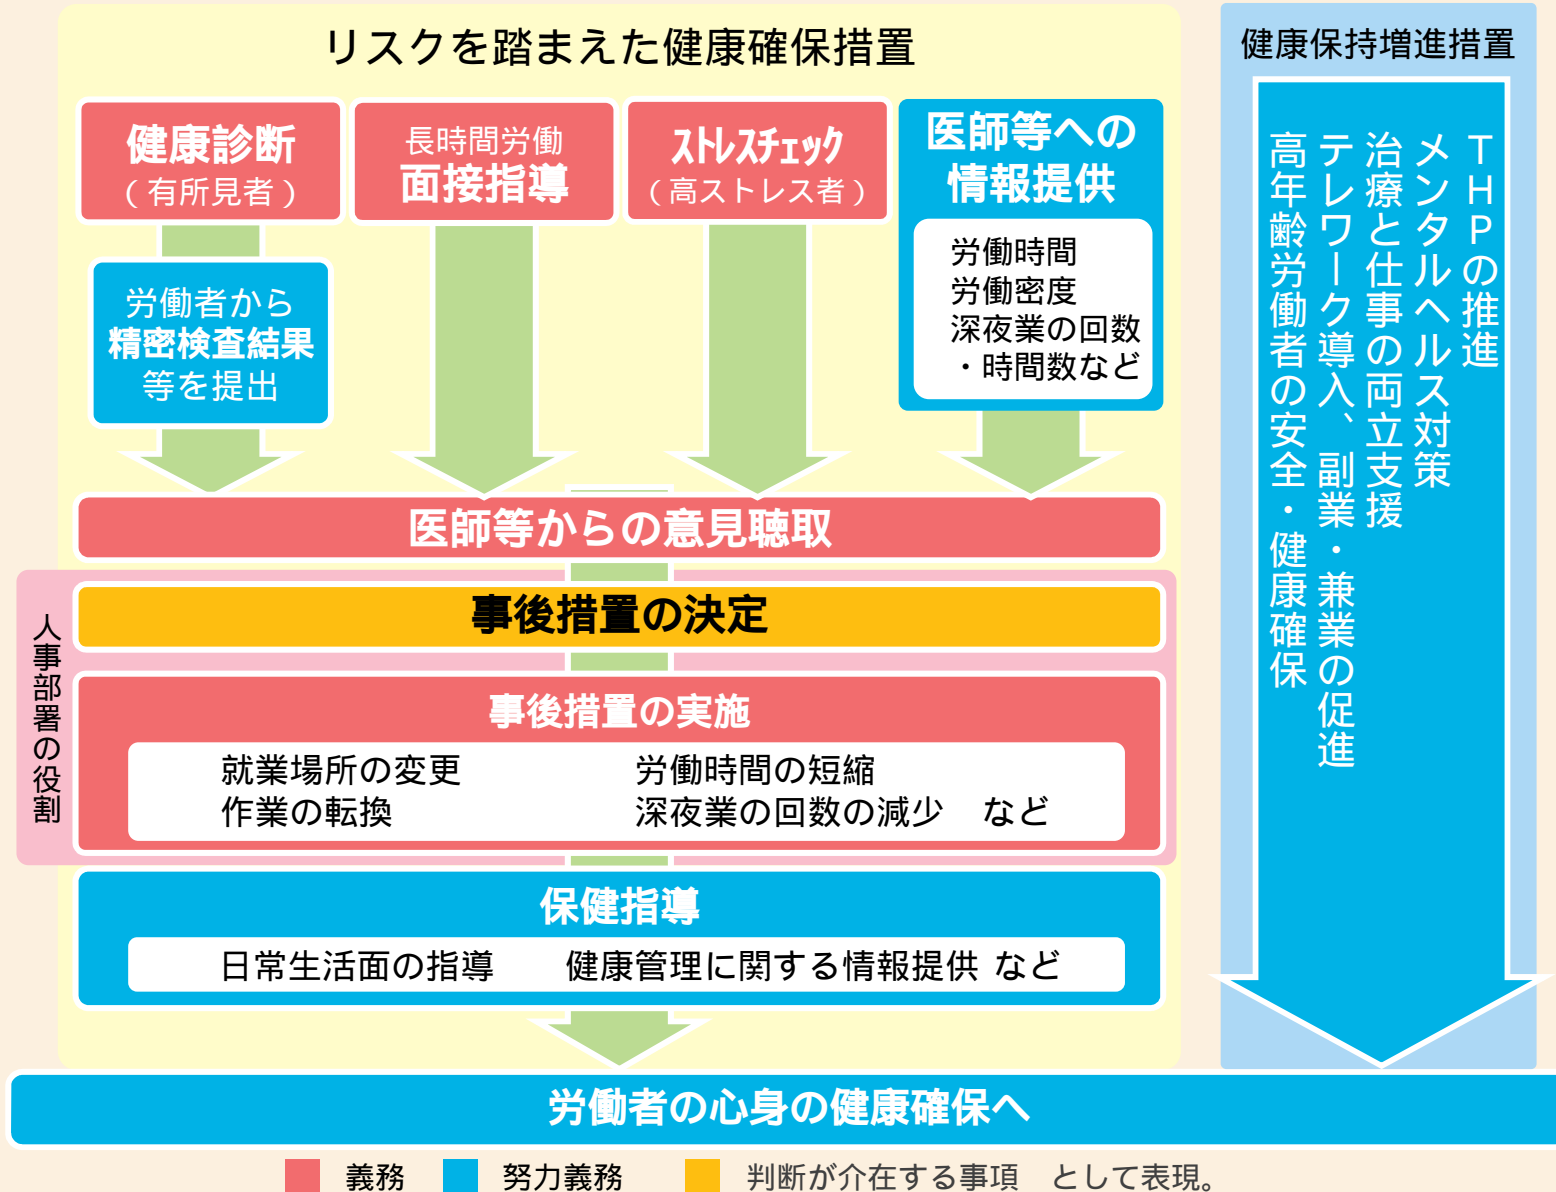 リスクを踏まえた健康確保措置
健康診断
（有所見者）
長時間労働
面接指導
ストレスチェック
（高ストレス者）
医師等への
情報提供
労働時間
労働密度
深夜業の回数
・時間数など
労働者から
精密検査結果
等を提出
医師等からの意見聴取
人事部署の役割
事後措置の決定
事後措置の実施
就業場所の変更
作業の転換
労働時間の短縮
深夜業の回数の減少　など
保健指導
日常生活面の指導　　健康管理に関する情報提供 など
健康保持増進措置
ＴＨＰの推進
メンタルヘルス対策
治療と仕事の両立支援
テレワーク導入、副業・兼業の促進
高年齢労働者の安全・健康確保
労働者の心身の健康確保へ
義務　努力義務　判断が介在する事項　として表現。